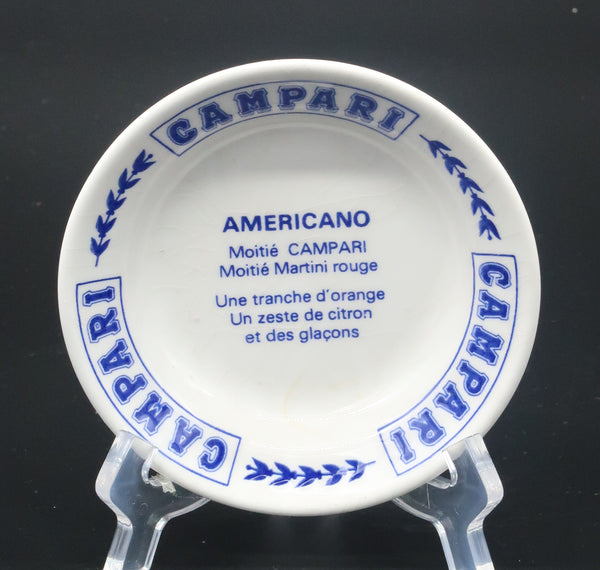 CAMPARI
AMERICANO
Moitié CAMPARI
Moitié Martini rouge
Une tranche d'orange
Un zeste de citron
et des glaçons
CAMPARI
CAMPARI